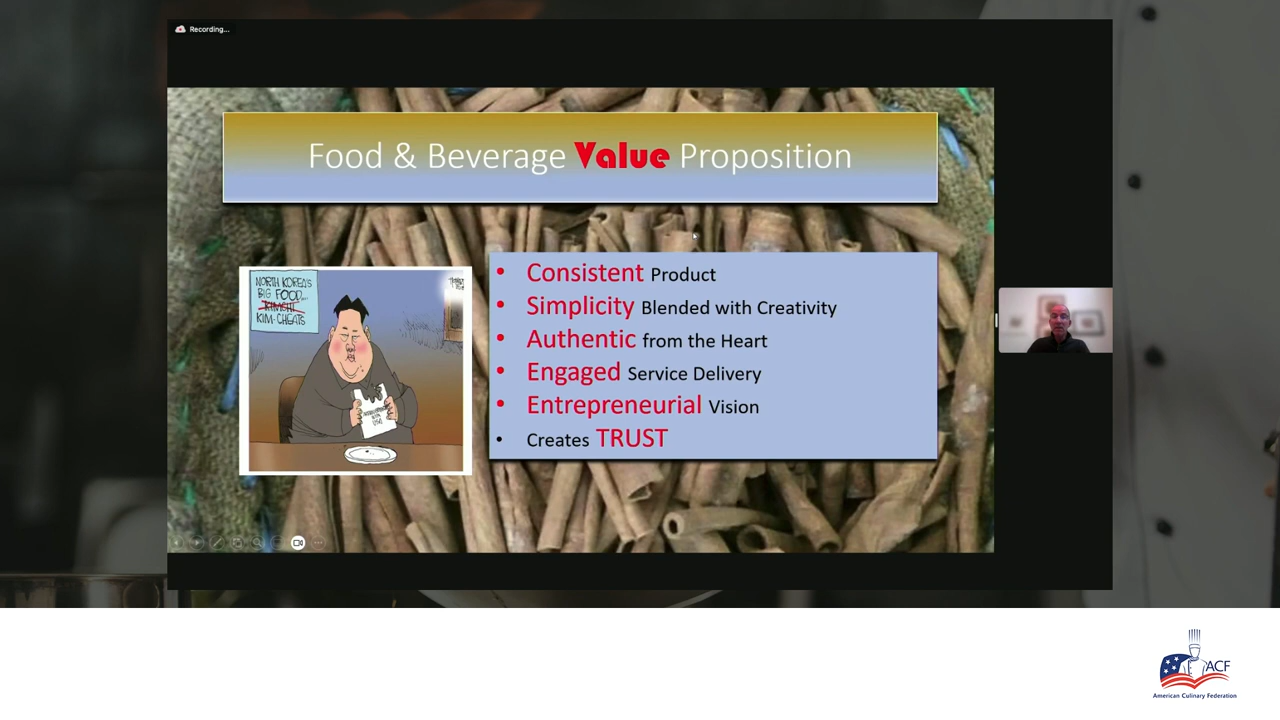 Recording...
Food & Beverage Value Proposition
NORTH KOREA'S
BIG FOOD...
KIMCHI
KIM-CHEATS
• Consistent Product
• Simplicity Blended with Creativity
• Authentic from the Heart
• Engaged Service Delivery
• Entrepreneurial Vision
• Creates TRUST
ACF
American Culinary Federation